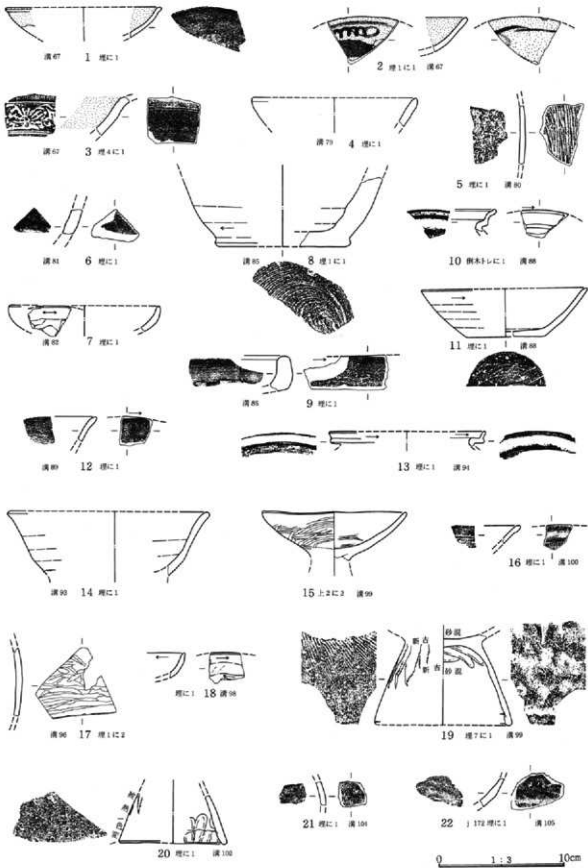 溝67 1 埋に1
2 埋1に1 溝67
溝67 3 埋4に1
溝79 4 埋に1
5 埋に1 溝80
溝81 6 埋に1
溝85 8 埋1に1
10 倒木トレに1 溝88
溝82 7 埋に1
11 埋に1 溝88
溝86 9 埋に1
溝89 12 埋に1
13 埋に1 溝94
溝93 14 埋に1
15 上2に3 溝99
16 埋に1 溝100
溝96 17 埋1に2
埋に1 18 溝98
新 古 新 古 砂混 砂混
19 埋7に1 溝99
20 埋に1 溝102
21 埋に1 溝104
22 j172埋に1 溝105
0 1:3 10cm